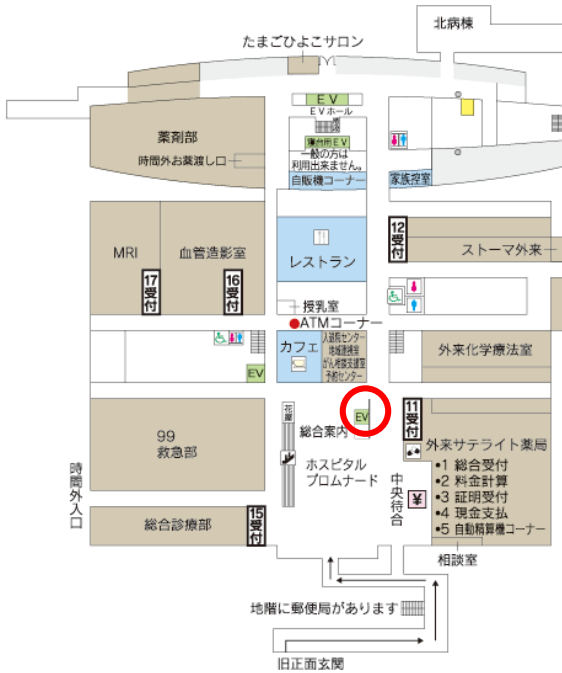 北病棟
たまごひよこサロン
EV
EVホール
寝台用EV
一般の方は
利用出来ません。
自販機コーナー
薬剤部
時間外お薬渡し口
家族控室
MRI
血管造影室
17
受付
16
受付
レストラン
12
受付
ストーマ外来
授乳室
ATMコーナー
カフェ
入退院センター
地域連携室
がん相談支援室
予約センター
外来化学療法室
EV
99
救急部
花壇
EV
総合案内
ホスピタル
プロムナード
11
受付
外来サテライト薬局
•1 総合受付
•2 料金計算
•3 証明受付
•4 現金支払
•5 自動精算機コーナー
中央待合
¥
時間外入口
総合診療部
15
受付
相談室
地階に郵便局があります
旧正面玄関